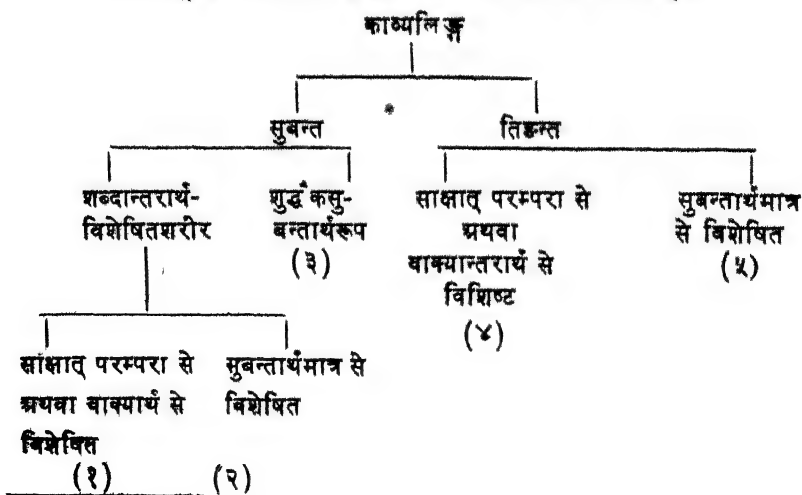 काव्यलिङ्ग
सुबन्त तिङन्त
शब्दान्तरार्थ-
विशेषितशरीर
शुद्धैकसु-
बन्तार्थरूप
(३)
साक्षात् परम्परा से
अथवा
वाक्यान्तरार्थ से
विशिष्ट
(४)
सुबन्तार्थमात्र
से विशेषित
(५)
साक्षात् परम्परा से
अथवा वाक्यार्थ से
विशेषित
(१)
सुबन्तार्थमात्र से
विशेषित
(२)